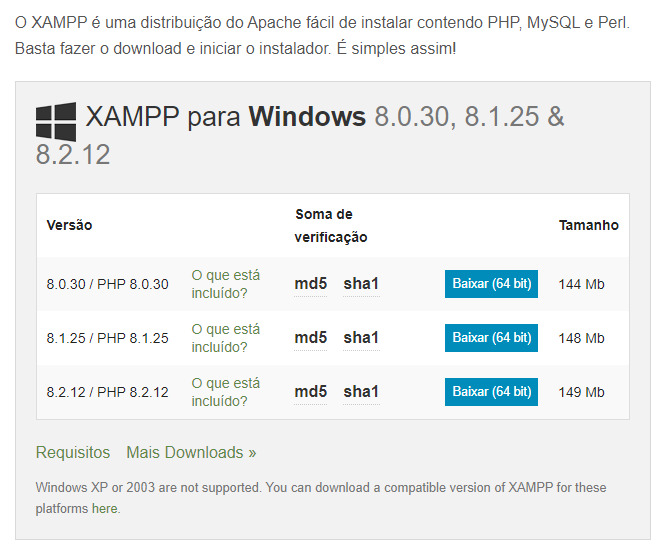 O XAMPP é uma distribuição do Apache fácil de instalar contendo PHP, MySQL e Perl.
Basta fazer o download e iniciar o instalador. É simples assim!
XAMPP para Windows 8.0.30, 8.1.25 &
8.2.12
Versão
Soma de
verificação
Tamanho
8.0.30 / PHP 8.0.30
O que está
incluído?
md5 sha1
Baixar (64 bit)
144 Mb
8.1.25 / PHP 8.1.25
O que está
incluído?
md5 sha1
Baixar (64 bit)
148 Mb
8.2.12 / PHP 8.2.12
O que está
incluído?
md5 sha1
Baixar (64 bit)
149 Mb
Requisitos Mais Downloads »
Windows XP or 2003 are not supported. You can download a compatible version of XAMPP for these
platforms here.